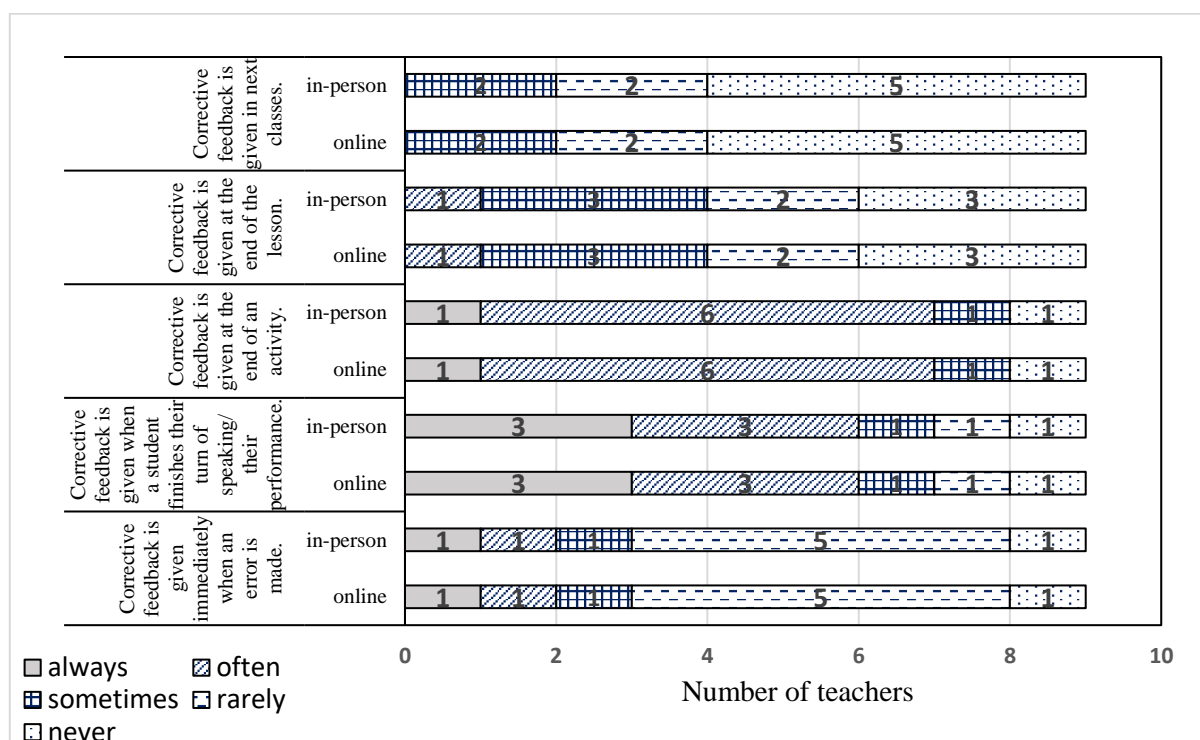 Corrective
feedback is
given in next
classes.
in-person
2
2
5
online
2
2
5
Corrective
feedback is
given at the
end of the
lesson.
in-person
1
3
2
3
online
1
3
2
3
Corrective
feedback is
given at the
end of an
activity.
in-person
1
6
1
1
online
1
6
1
1
Corrective
feedback is
given when
a student
finishes their
turn of
speaking/
their
performance.
in-person
3
3
1
1
1
online
3
3
1
1
1
Corrective
feedback is
given
immediately
when an
error is
made.
in-person
1
1
1
5
1
online
1
1
1
5
1
0 2 4 6 8 10
Number of teachers
always often
sometimes rarely
never